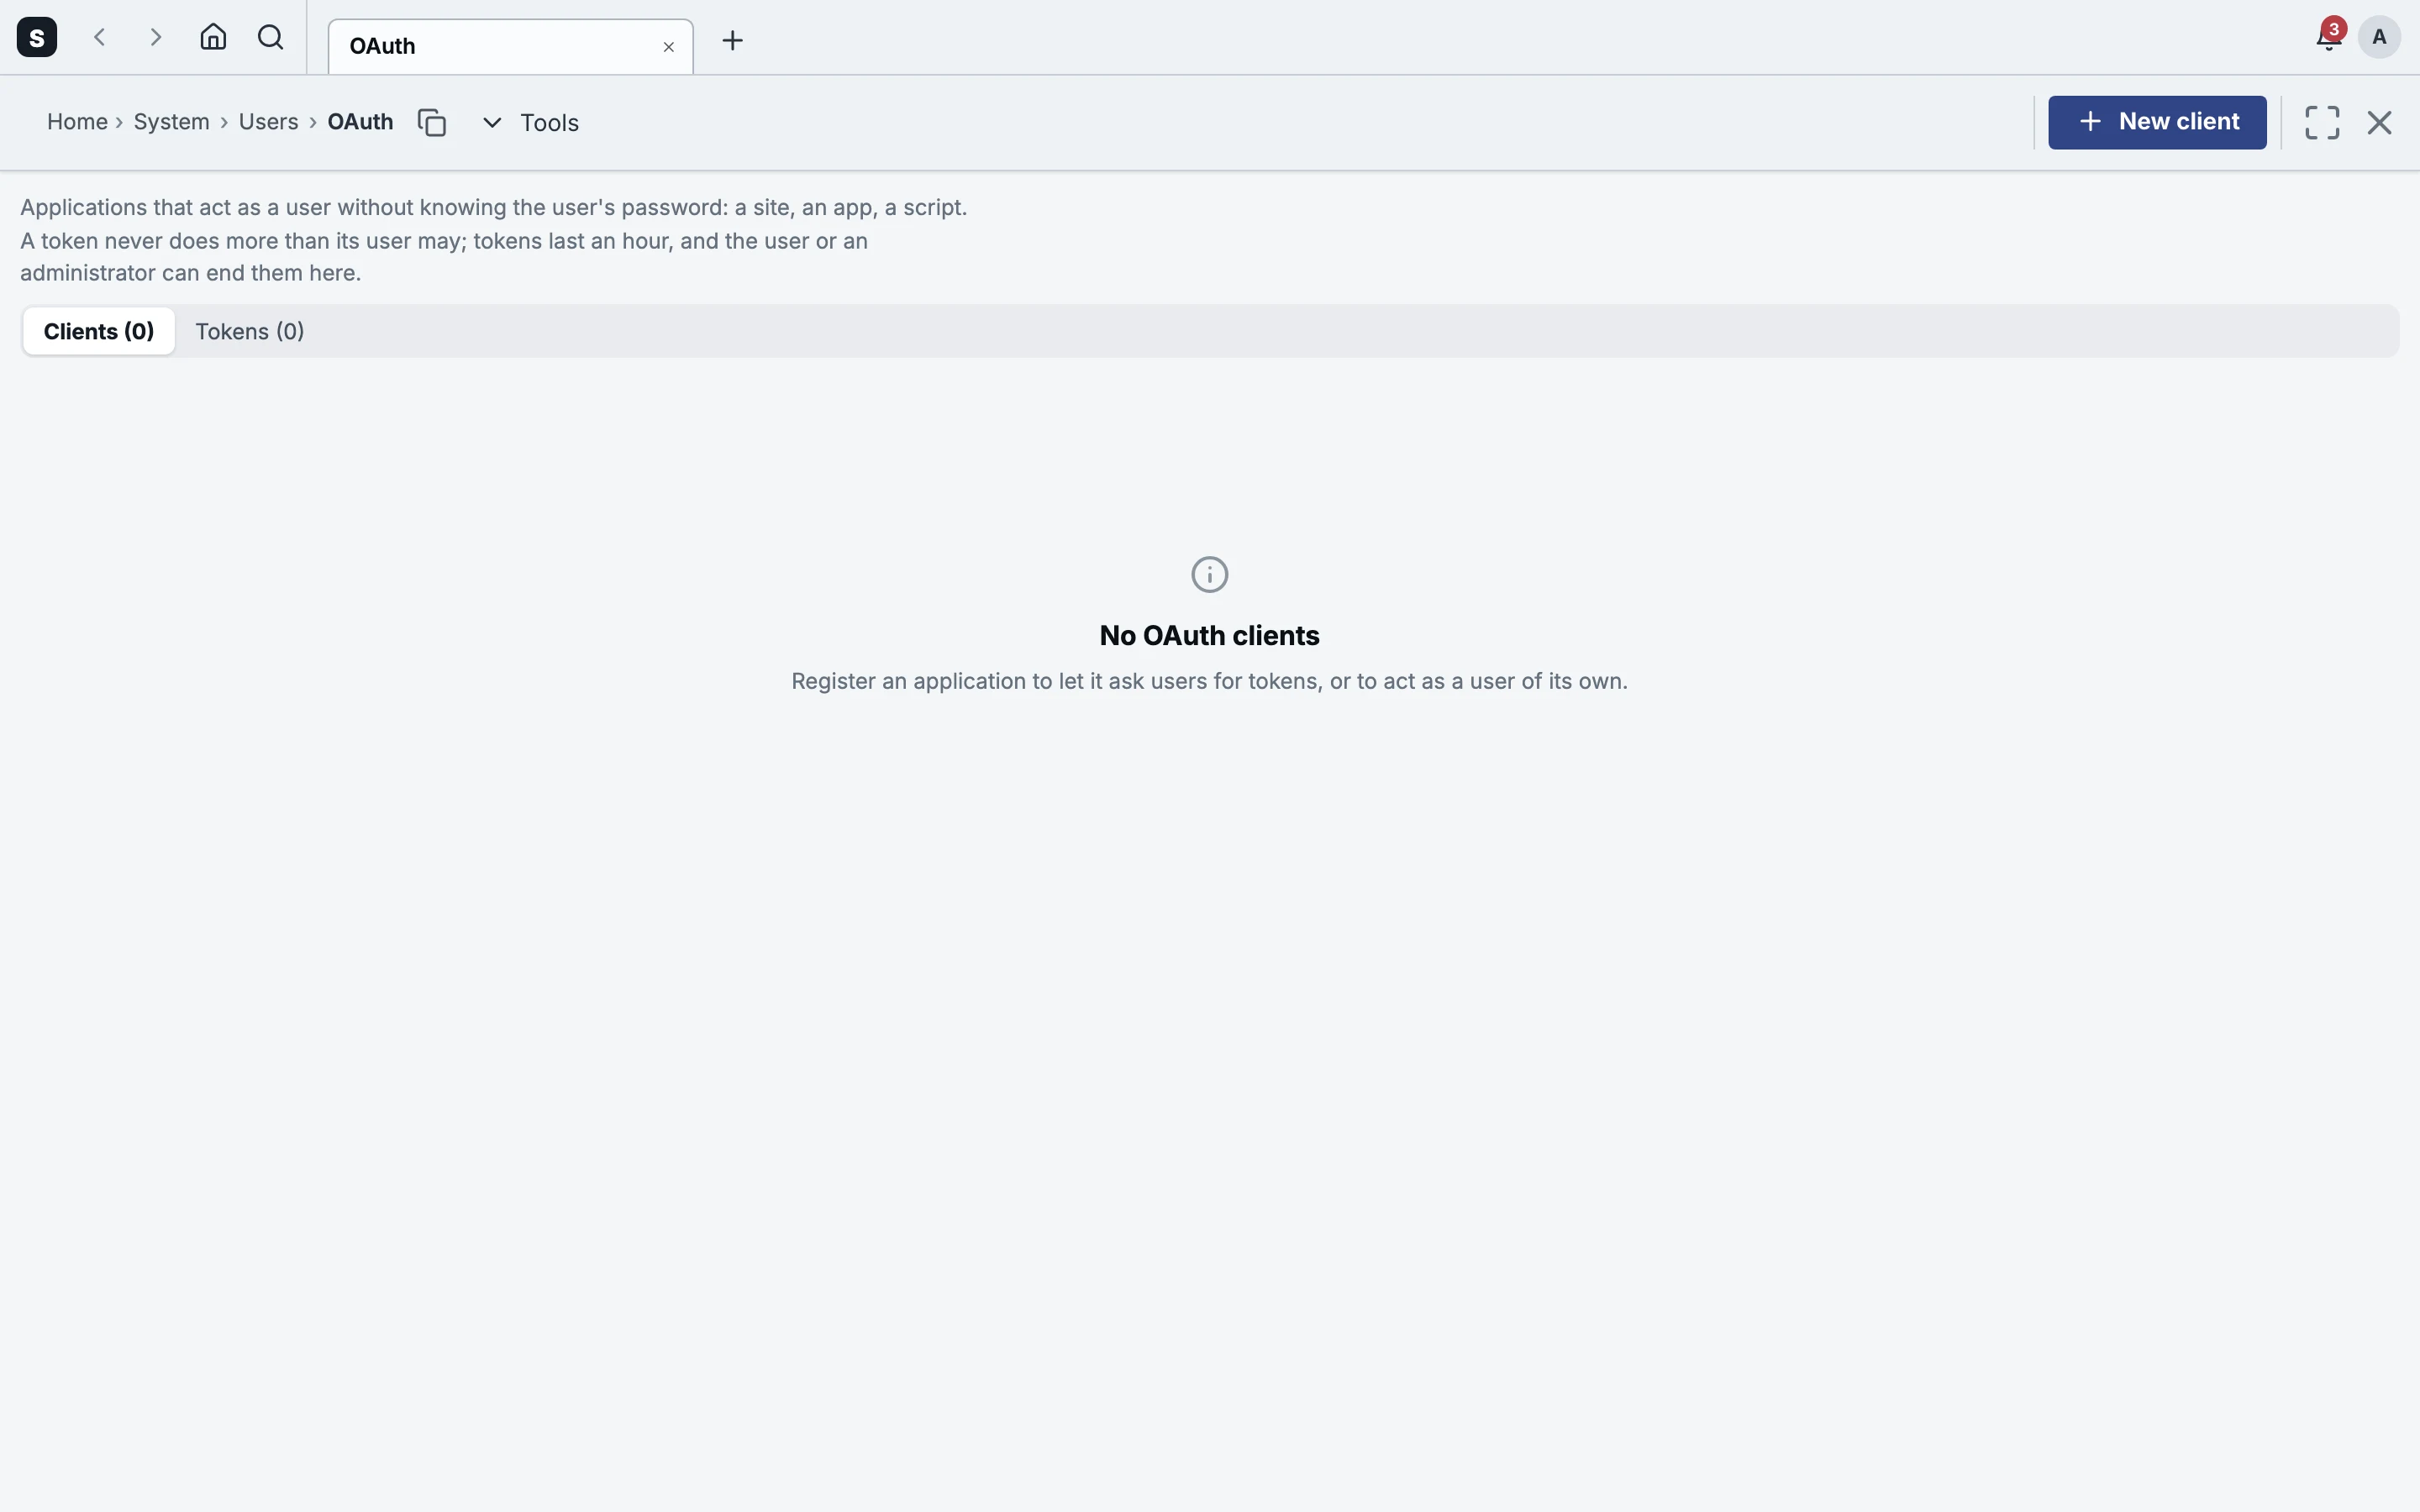 S
OAuth
3
A
Home › System › Users › OAuth
Tools
New client
Applications that act as a user without knowing the user's password: a site, an app, a script.
A token never does more than its user may; tokens last an hour, and the user or an
administrator can end them here.
Clients (0)
Tokens (0)
No OAuth clients
Register an application to let it ask users for tokens, or to act as a user of its own.